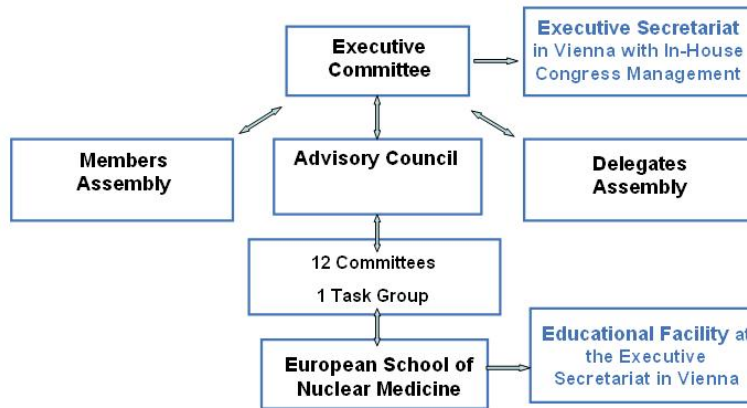 Executive
Committee
Executive Secretariat
in Vienna with In-House
Congress Management
Members
Assembly
Advisory Council
Delegates
Assembly
12 Committees
1 Task Group
European School of
Nuclear Medicine
Educational Facility at
the Executive
Secretariat in Vienna